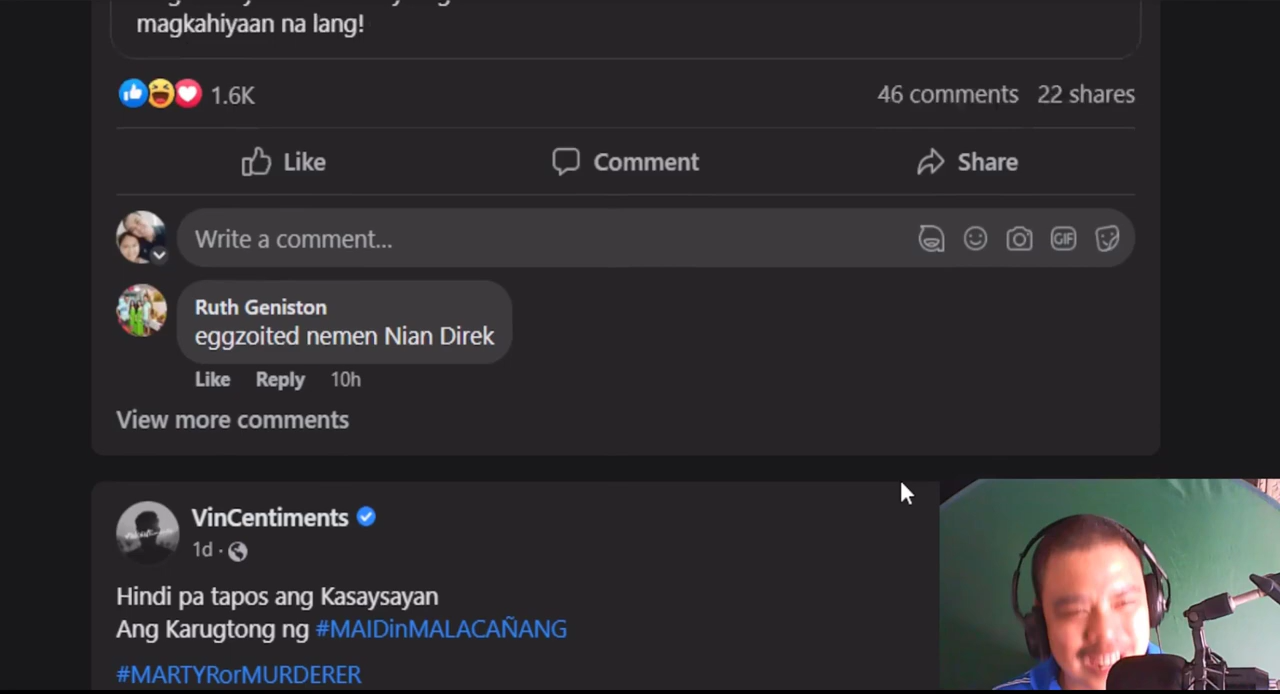 magkahiyaan na lang!
1.6K
46 comments 22 shares
Like Comment Share
Write a comment...
GIF
Ruth Geniston
eggzoited nemen Nian Direk
Like Reply 10h
View more comments
VinCentiments
1d ·
Hindi pa tapos ang Kasaysayan
Ang Karugtong ng #MAIDinMALACAÑANG
#MARTYRorMURDERER